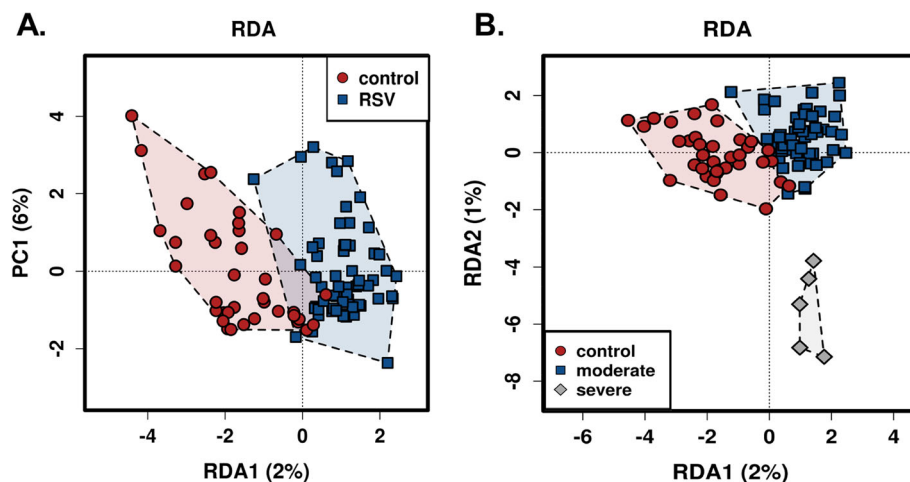 A.
RDA
control
RSV
PC1 (6%)
4
2
0
-2
-4
-2
0
2
RDA1 (2%)
B.
RDA
RDA2 (1%)
2
0
-2
-4
-6
-8
control
moderate
severe
-6
-4
-2
0
2
4
RDA1 (2%)